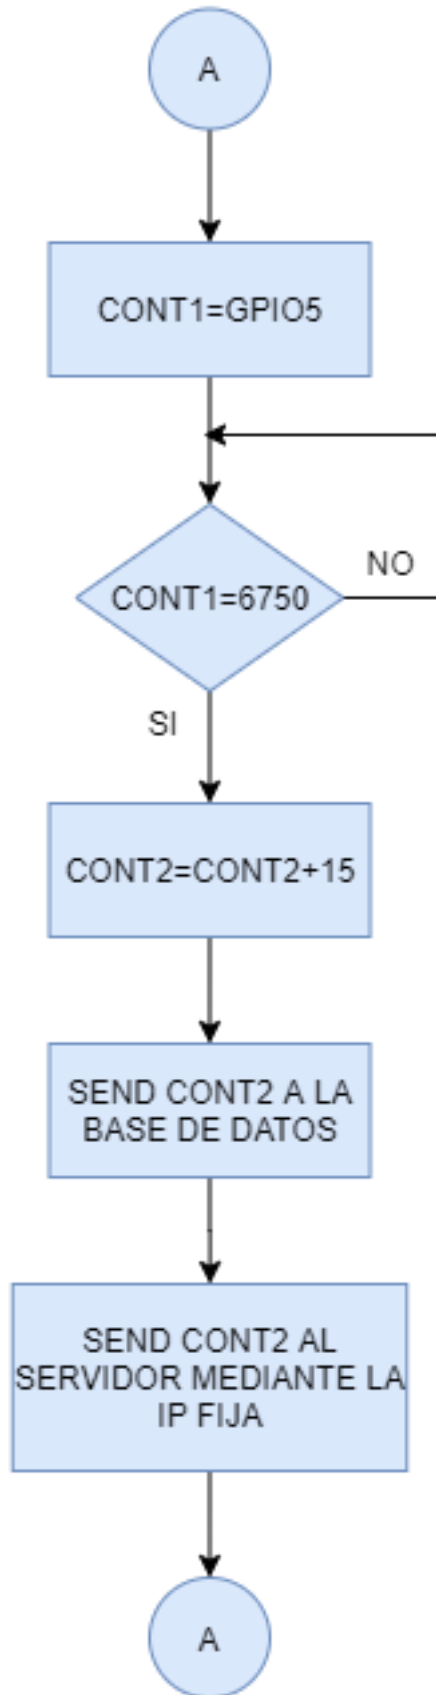 A
CONT1=GPIO5
CONT1=6750
NO
SI
CONT2=CONT2+15
SEND CONT2 A LA
BASE DE DATOS
SEND CONT2 AL
SERVIDOR MEDIANTE LA
IP FIJA
A